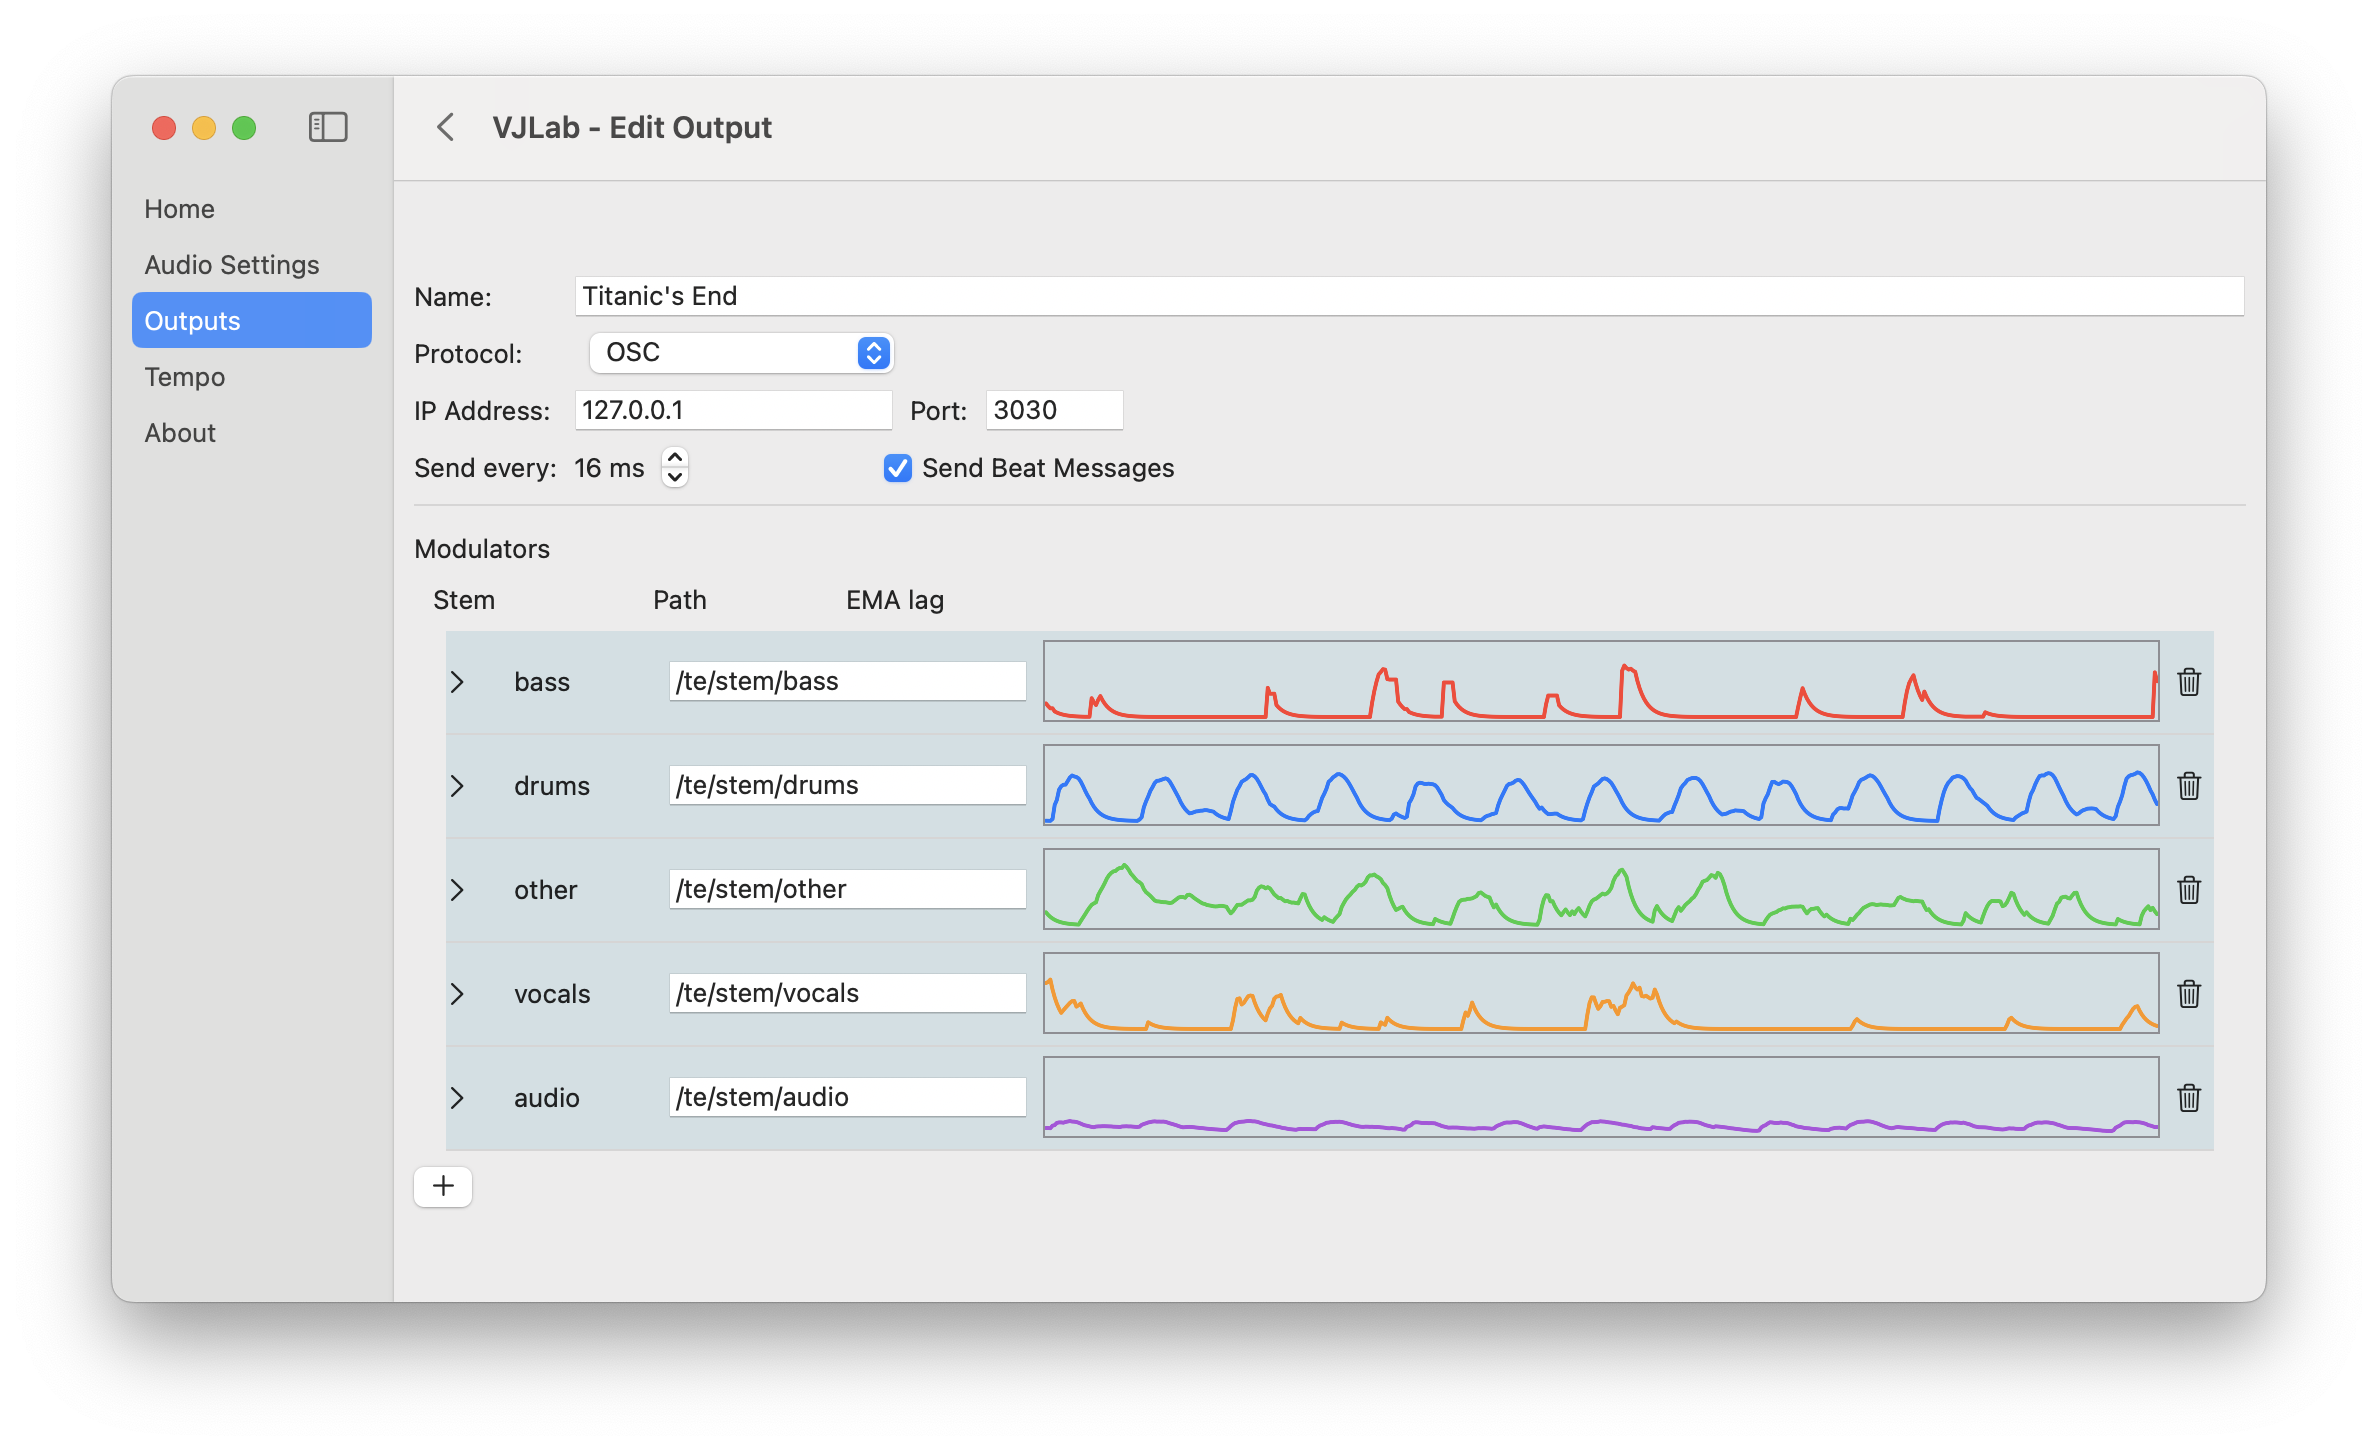 VJLab - Edit Output
Home
Audio Settings
Outputs
Tempo
About
Name: Titanic's End
Protocol: OSC
IP Address: 127.0.0.1 Port: 3030
Send every: 16 ms Send Beat Messages
Modulators
Stem Path EMA lag
bass /te/stem/bass
drums /te/stem/drums
other /te/stem/other
vocals /te/stem/vocals
audio /te/stem/audio